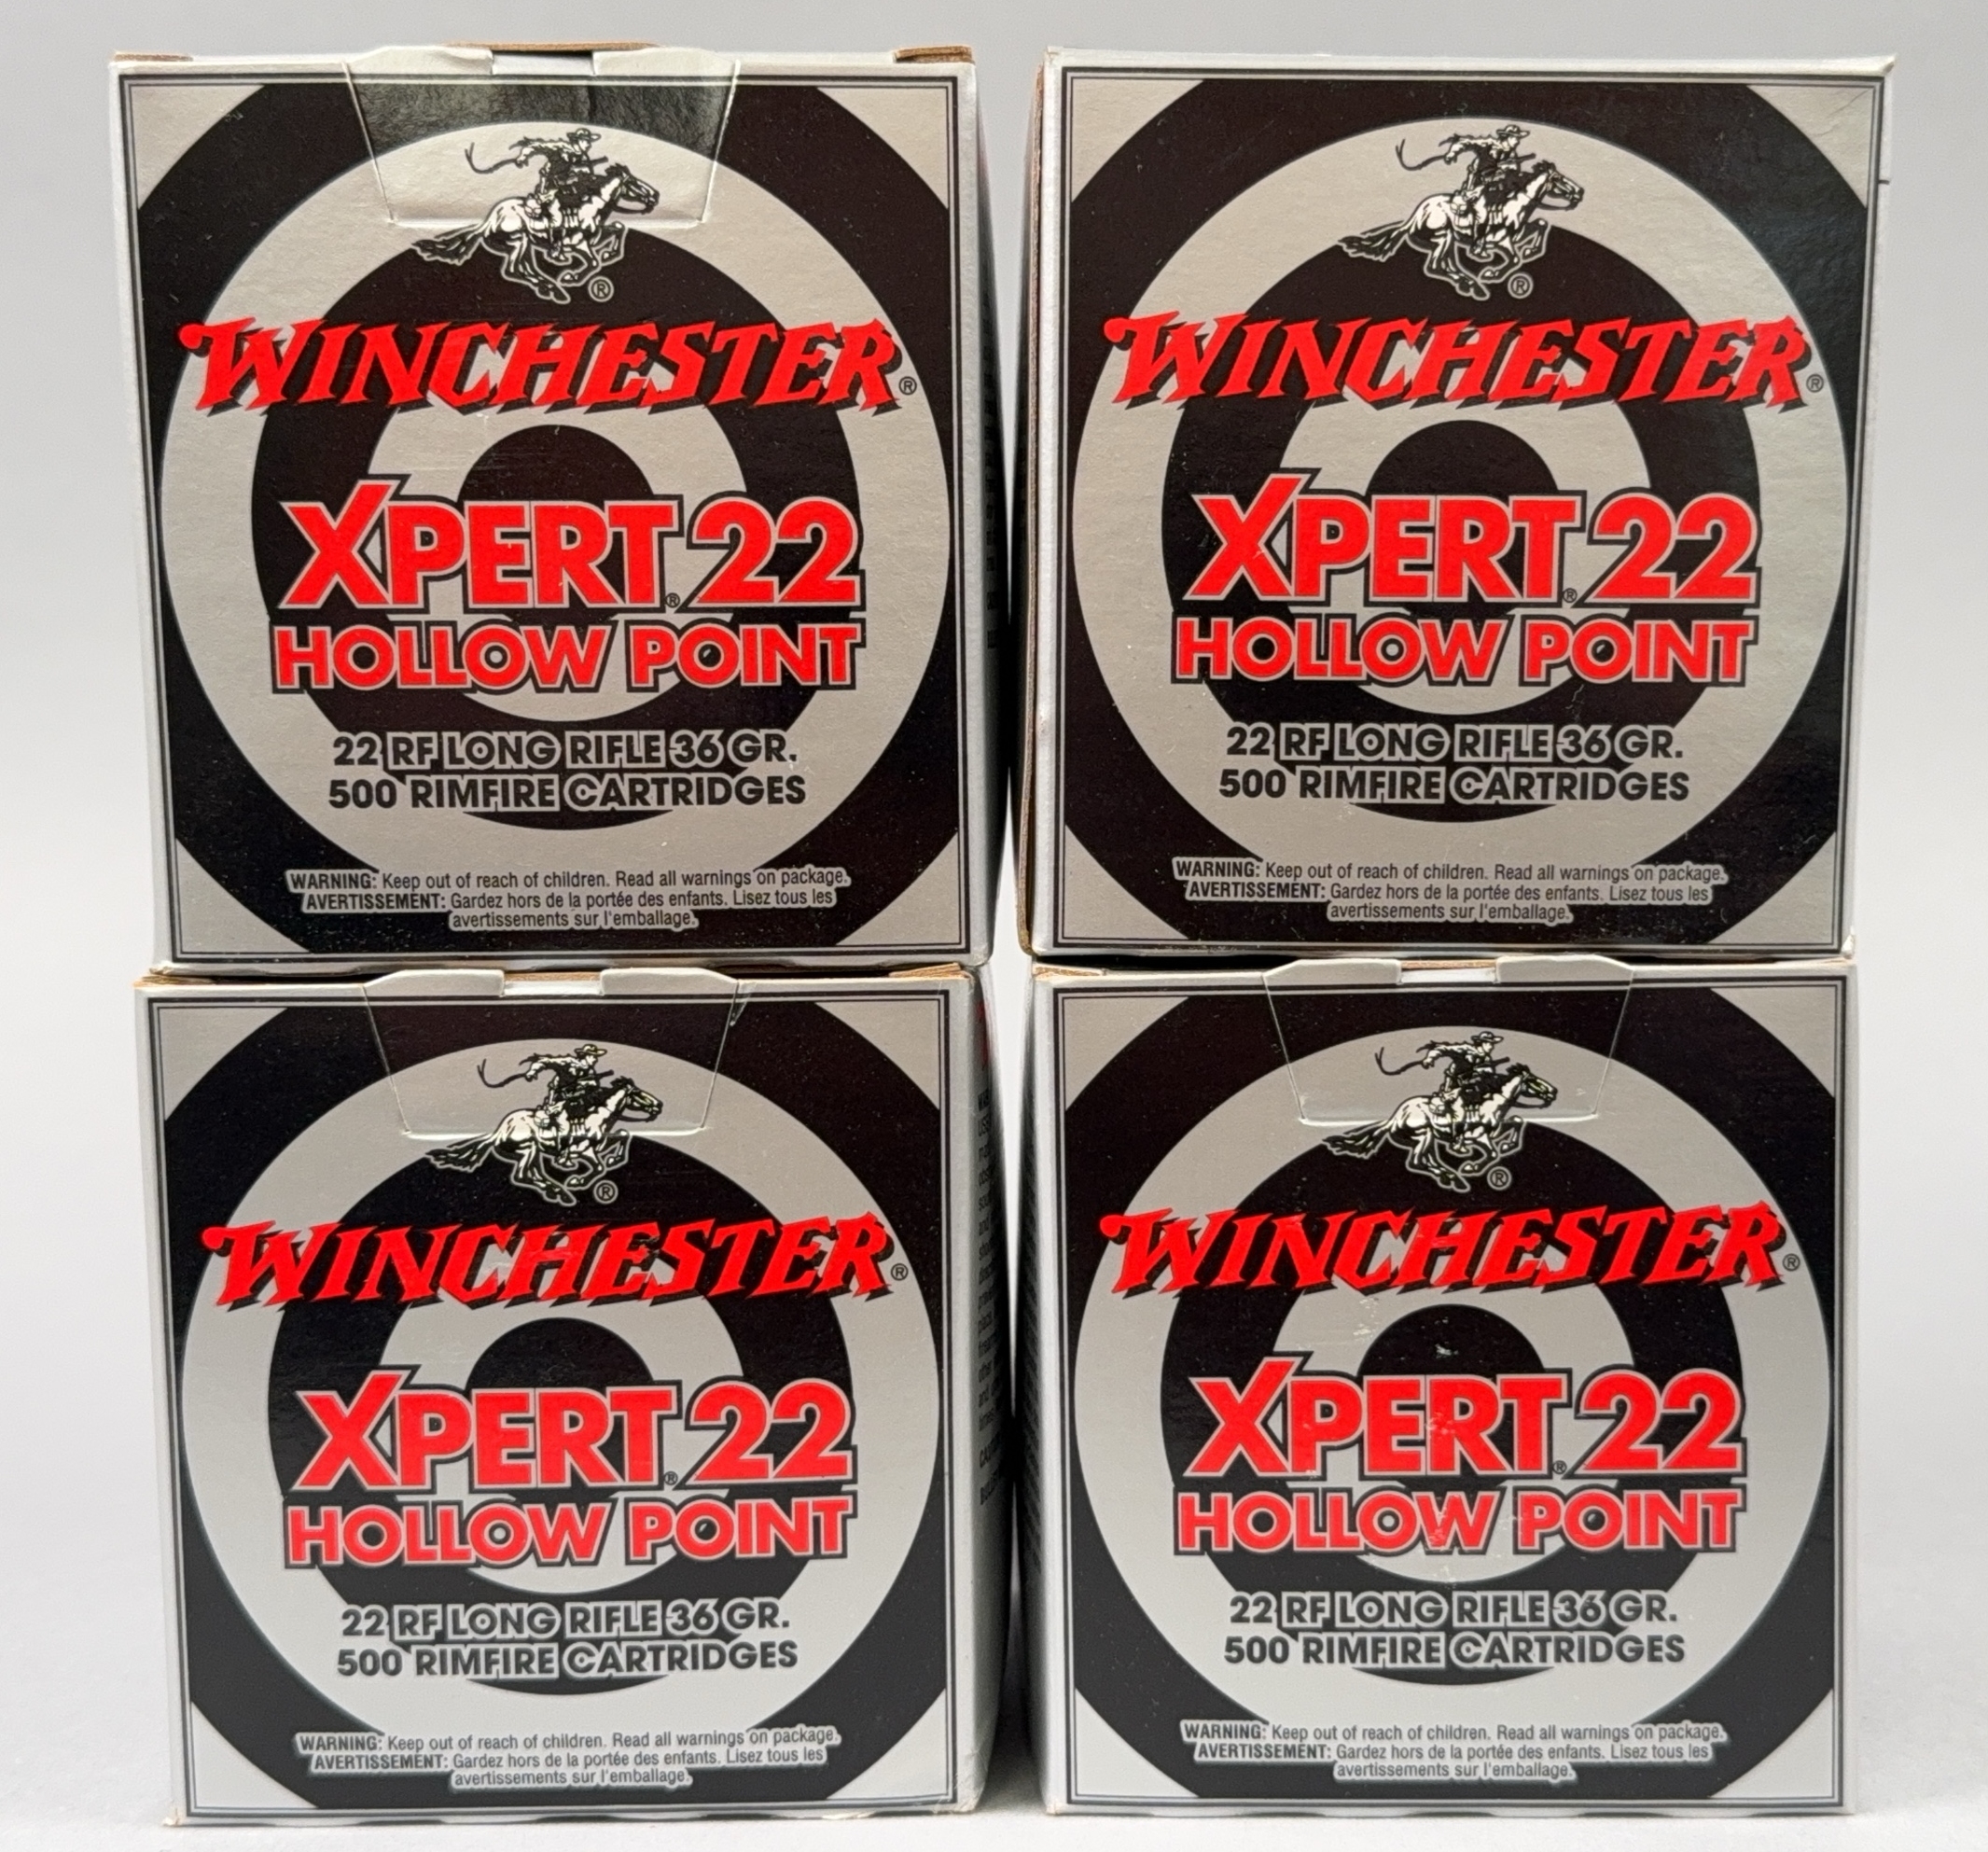 WINCHESTER®
XPERT® 22
HOLLOW POINT
22 RF LONG RIFLE 36 GR.
500 RIMFIRE CARTRIDGES
WARNING: Keep out of reach of children. Read all warnings on package.
AVERTISSEMENT: Gardez hors de la portée des enfants. Lisez tous les
avertissements sur l'emballage.
WINCHESTER®
XPERT® 22
HOLLOW POINT
22 RF LONG RIFLE 36 GR.
500 RIMFIRE CARTRIDGES
WARNING: Keep out of reach of children. Read all warnings on package.
AVERTISSEMENT: Gardez hors de la portée des enfants. Lisez tous les
avertissements sur l'emballage.
WINCHESTER®
XPERT® 22
HOLLOW POINT
22 RF LONG RIFLE 36 GR.
500 RIMFIRE CARTRIDGES
WARNING: Keep out of reach of children. Read all warnings on package.
AVERTISSEMENT: Gardez hors de la portée des enfants. Lisez tous les
avertissements sur l'emballage.
WINCHESTER®
XPERT® 22
HOLLOW POINT
22 RF LONG RIFLE 36 GR.
500 RIMFIRE CARTRIDGES
WARNING: Keep out of reach of children. Read all warnings on package.
AVERTISSEMENT: Gardez hors de la portée des enfants. Lisez tous les
avertissements sur l'emballage.